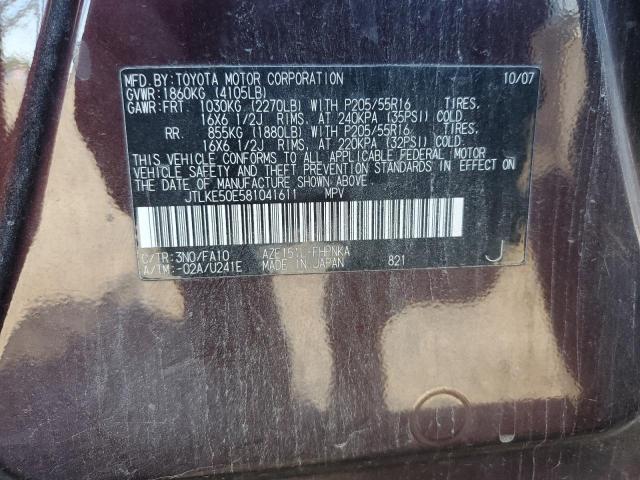 MFD.BY:TOYOTA MOTOR CORPORATION 10/07
GVWR:1860KG (4105LB)
GAWR:FRT 1030KG (2270LB) WITH P205/55R16 TIRES,
16X6 1/2J RIMS, AT 240KPA (35PSI) COLD
RR 855KG (1880LB) WITH P205/55R16 TIRES,
16X6 1/2J RIMS, AT 220KPA (32PSI) COLD
THIS VEHICLE CONFORMS TO ALL APPLICABLE FEDERAL MOTOR
VEHICLE SAFETY AND THEFT PREVENTION STANDARDS IN EFFECT ON THE DATE
OF MANUFACTURE SHOWN ABOVE.
JTLKE50E581041611 MPV
C/TR:3N0/FA10 AZE151L-FHPNKA
A/TM:-02A/U241E MADE IN JAPAN 821 J